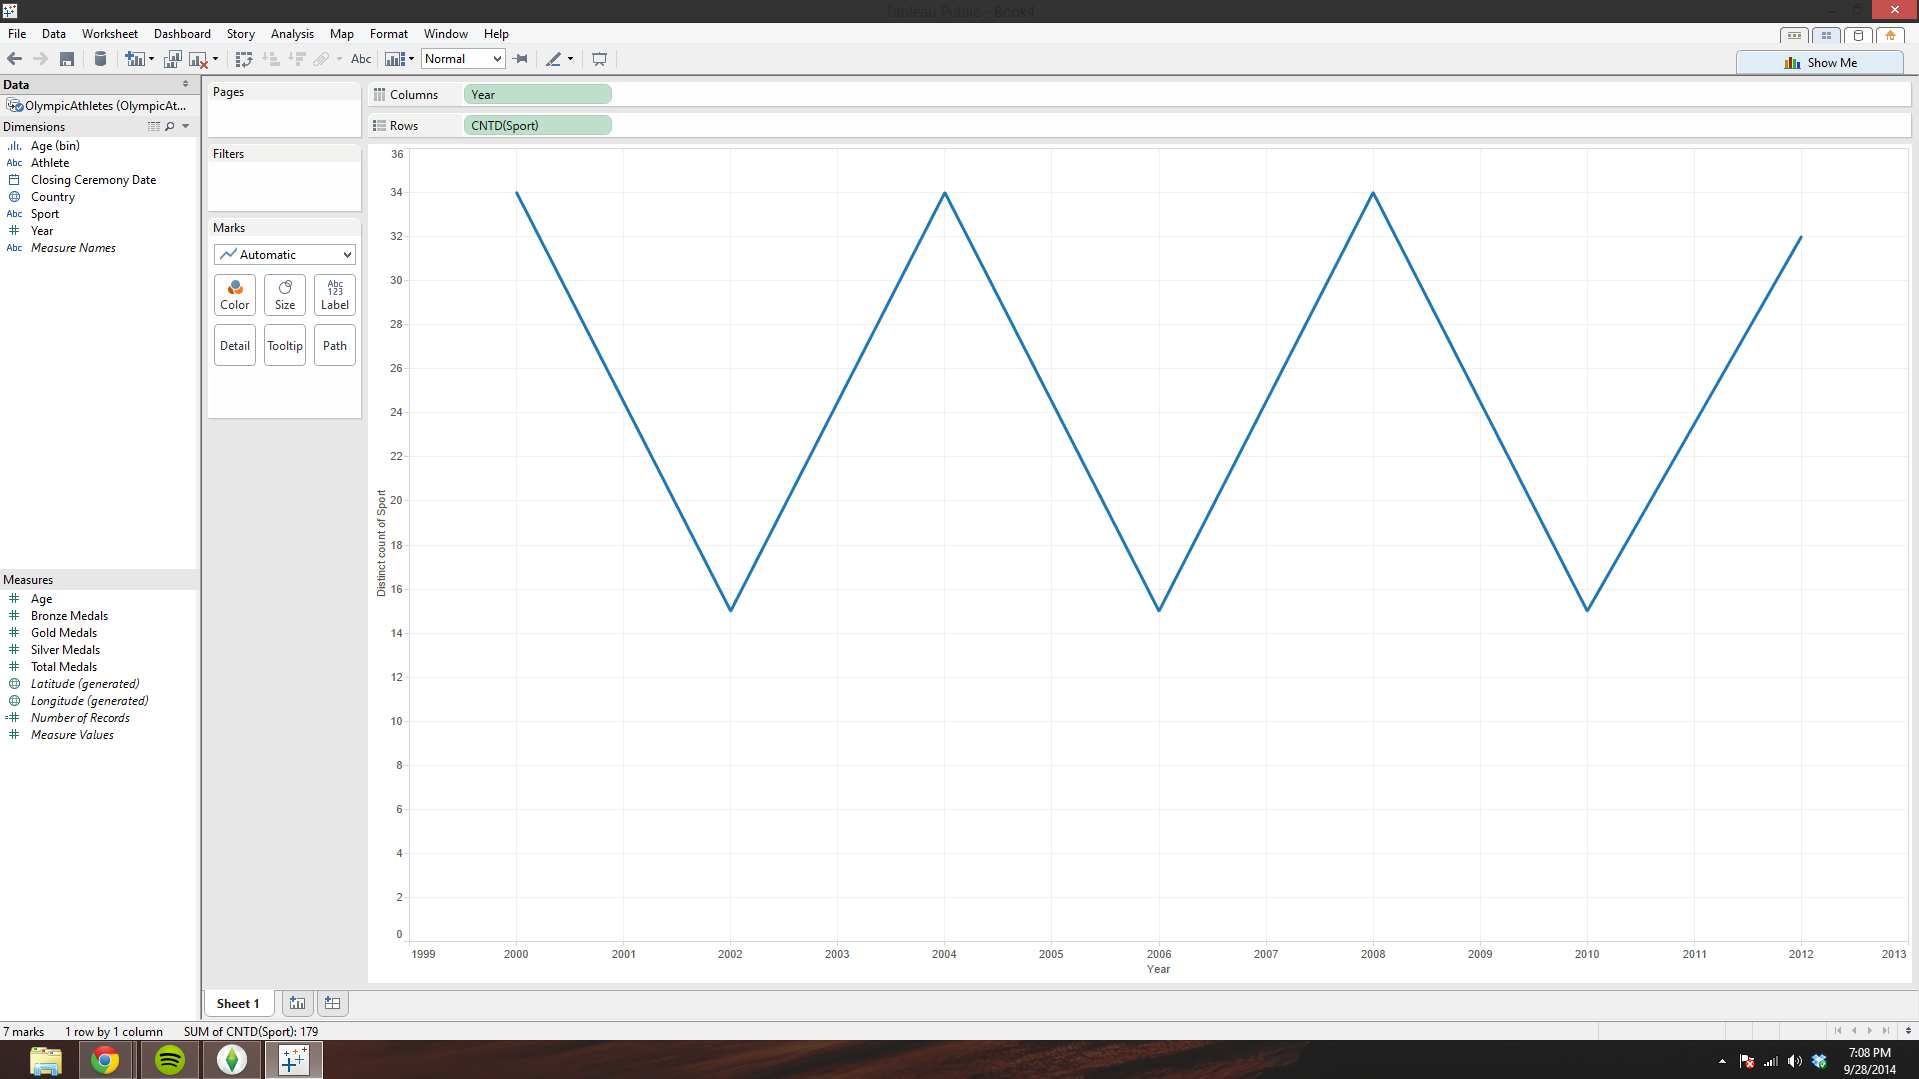 Tableau Public - Book4
File Data Worksheet Dashboard Story Analysis Map Format Window Help
Abc Normal
Show Me
Data
OlympicAthletes (OlympicAt...
Dimensions
Age (bin)
Abc Athlete
Closing Ceremony Date
Country
Abc Sport
Year
Abc Measure Names
Measures
Age
Bronze Medals
Gold Medals
Silver Medals
Total Medals
Latitude (generated)
Longitude (generated)
Number of Records
Measure Values
Pages
Filters
Marks
Automatic
Color
Size
Abc
123
Label
Detail Tooltip Path
Columns Year
Rows CNTD(Sport)
36
34
32
30
28
26
24
22
20
18
16
14
12
10
8
6
4
2
0
Distinct count of Sport
1999 2000 2001 2002 2003 2004 2005 2006 2007 2008 2009 2010 2011 2012 2013
Year
Sheet 1
7 marks 1 row by 1 column SUM of CNTD(Sport): 179
7:08 PM
9/28/2014